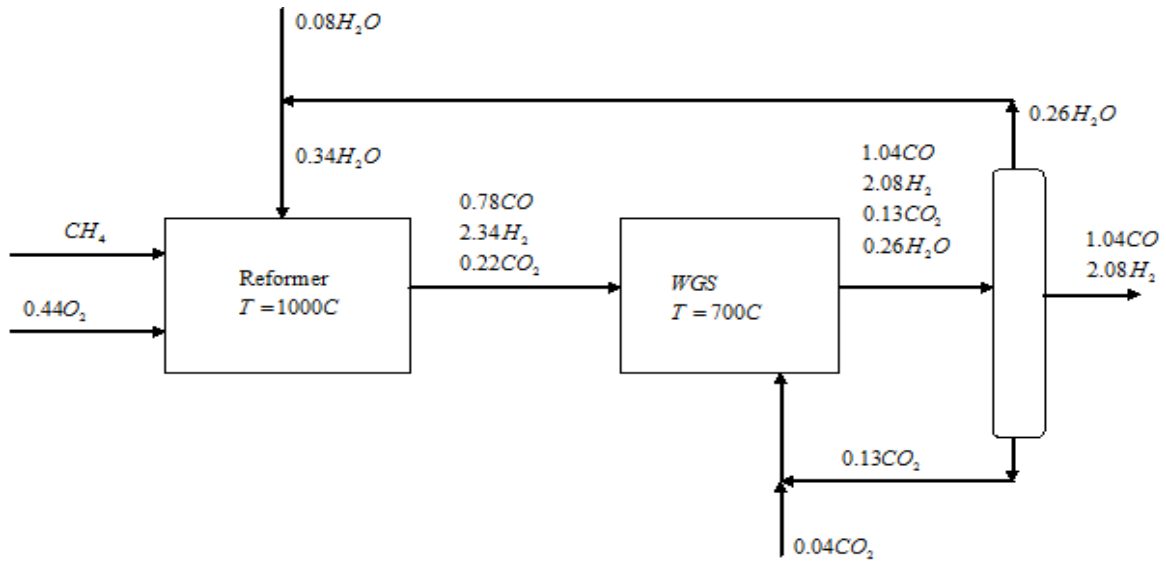 0.08H₂O
0.26H₂O
0.34H₂O
1.04CO
2.08H₂
0.13CO₂
0.26H₂O
0.78CO
2.34H₂
0.22CO₂
CH₄
0.44O₂
Reformer
T = 1000C
WGS
T = 700C
1.04CO
2.08H₂
0.13CO₂
0.04CO₂